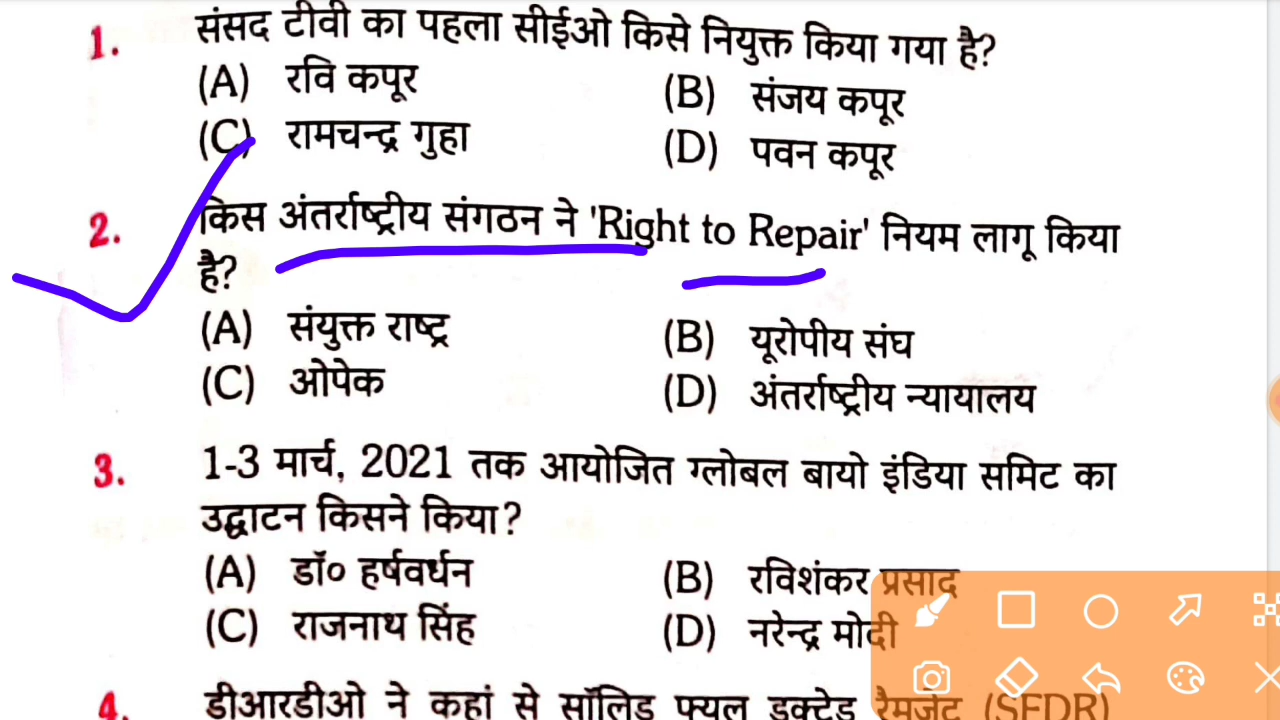 1. संसद टीवी का पहला सीईओ किसे नियुक्त किया गया है?
(A) रवि कपूर (B) संजय कपूर
(C) रामचन्द्र गुहा (D) पवन कपूर
2. किस अंतर्राष्ट्रीय संगठन ने 'Right to Repair' नियम लागू किया
है?
(A) संयुक्त राष्ट्र (B) यूरोपीय संघ
(C) ओपेक (D) अंतर्राष्ट्रीय न्यायालय
3. 1-3 मार्च, 2021 तक आयोजित ग्लोबल बायो इंडिया समिट का
उद्घाटन किसने किया?
(A) डॉ० हर्षवर्धन (B) रविशंकर प्रसाद
(C) राजनाथ सिंह (D) नरेन्द्र मोदी
4. डीआरडीओ ने कहां से सॉलिड फ्यूल डक्टेड रैमजेट (SFDR)